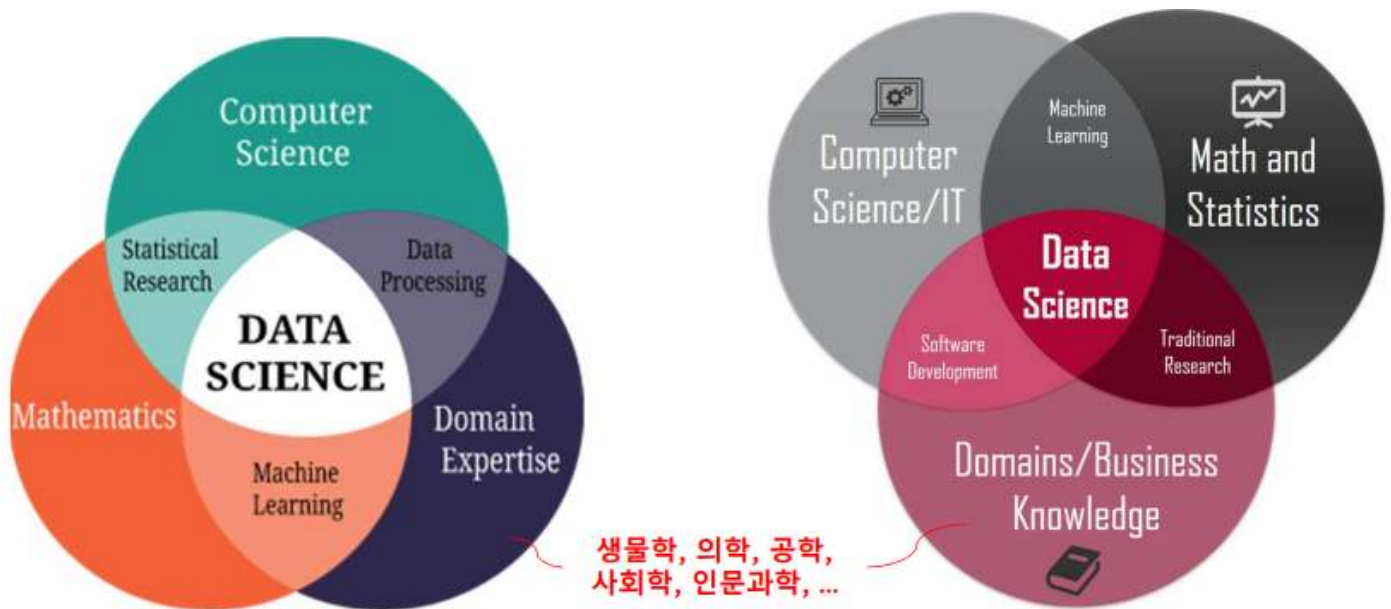 Computer
Science
Statistical
Research
Data
Processing
DATA
SCIENCE
Mathematics
Domain
Expertise
Machine
Learning
Computer
Science/IT
Machine
Learning
Math and
Statistics
Data
Science
Software
Development
Traditional
Research
Domains/Business
Knowledge
생물학, 의학, 공학,
사회학, 인문과학, ...